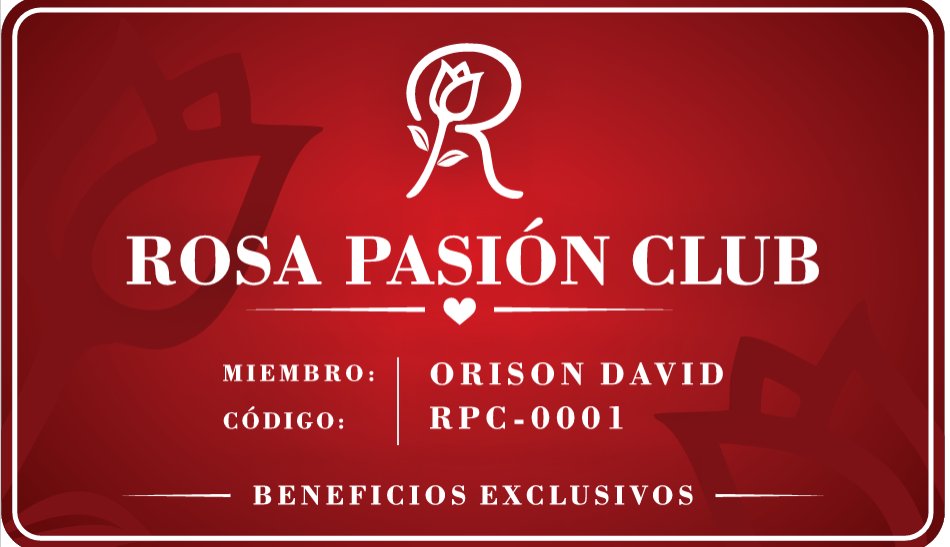 R
ROSA PASIÓN CLUB
MIEMBRO: ORISON DAVID
CÓDIGO: RPC-0001
BENEFICIOS EXCLUSIVOS